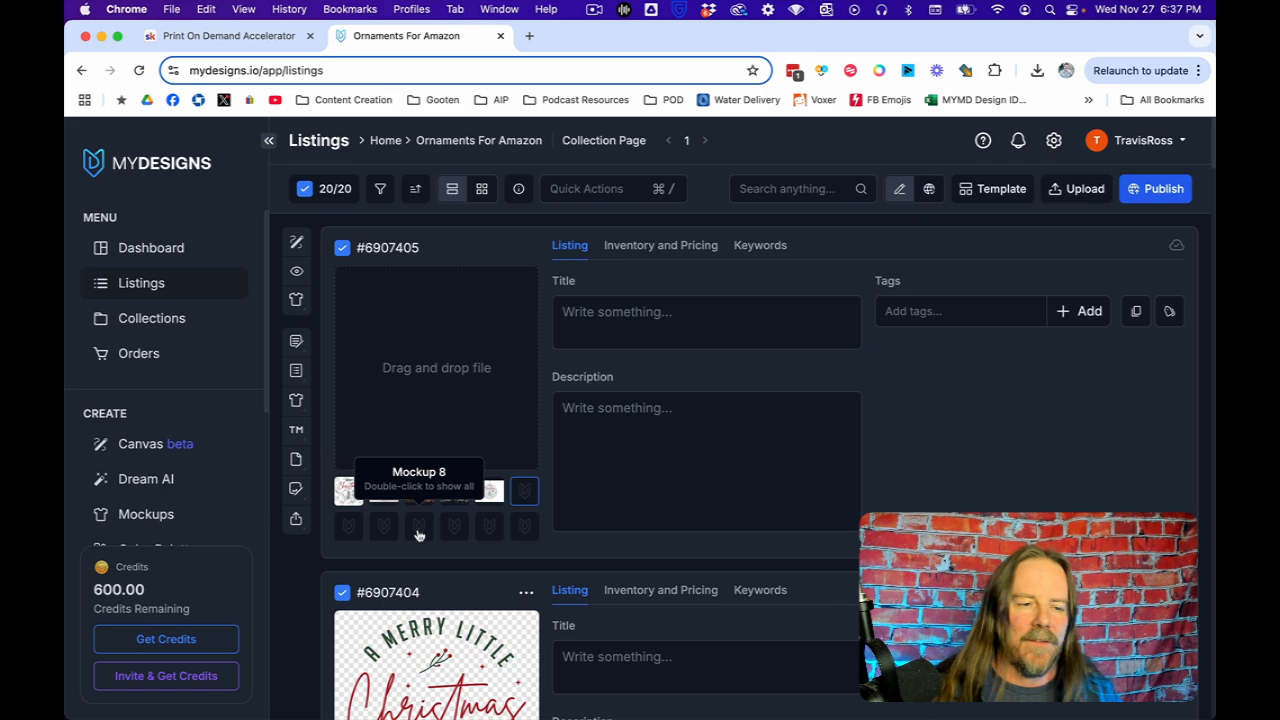 Chrome File Edit View History Bookmarks Profiles Tab Window Help Wed Nov 27 6:37 PM
sk Print On Demand Accelerator Ornaments For Amazon
mydesigns.io/app/listings 1 Relaunch to update
Content Creation Gooten AIP Podcast Resources POD Water Delivery Voxer FB Emojis MYMD Design ID... All Bookmarks
MYDESIGNS
Listings Home Ornaments For Amazon Collection Page 1 T TravisRoss
20/20 Quick Actions ⌘ / Search anything... Template Upload Publish
MENU
Dashboard
Listings
Collections
Orders
CREATE
Canvas beta
Dream AI
Mockups
Credits
600.00
Credits Remaining
Get Credits
Invite & Get Credits
TM
#6907405
Listing Inventory and Pricing Keywords
Title
Tags
Write something...
Add tags... + Add
Drag and drop file
Description
Write something...
Mockup 8
Double-click to show all
#6907404
Listing Inventory and Pricing Keywords
Title
Write something...
A MERRY LITTLE
Christmas